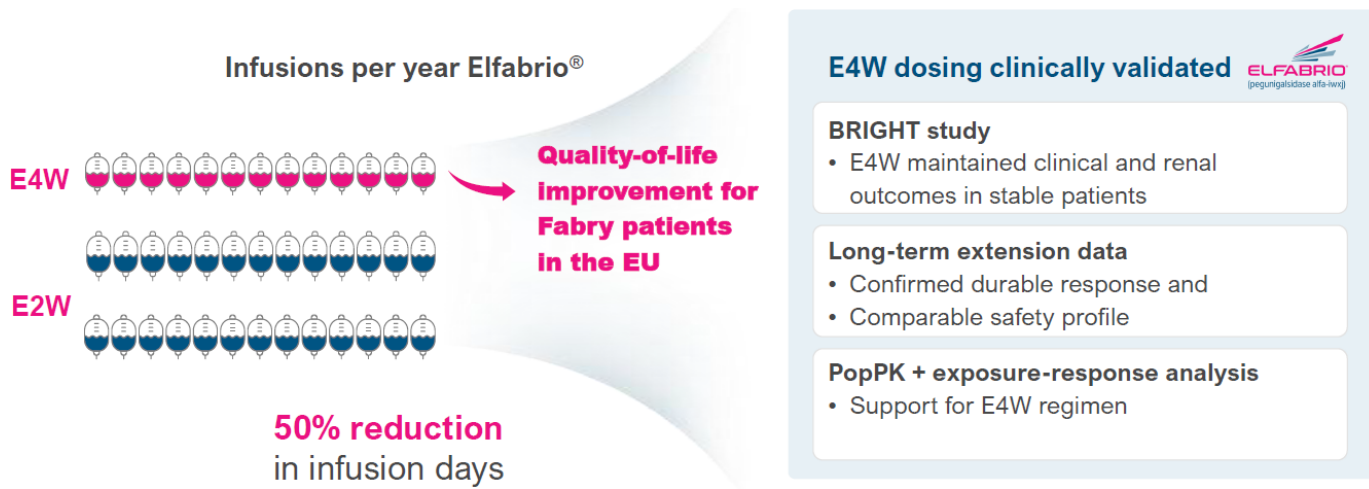 Infusions per year Elfabrio®
E4W
E2W
Quality-of-life
improvement for
Fabry patients
in the EU
50% reduction
in infusion days
E4W dosing clinically validated
ELFABRIO®
(pegunigalsidase alfa-iwxj)
BRIGHT study
• E4W maintained clinical and renal
outcomes in stable patients
Long-term extension data
• Confirmed durable response and
• Comparable safety profile
PopPK + exposure-response analysis
• Support for E4W regimen